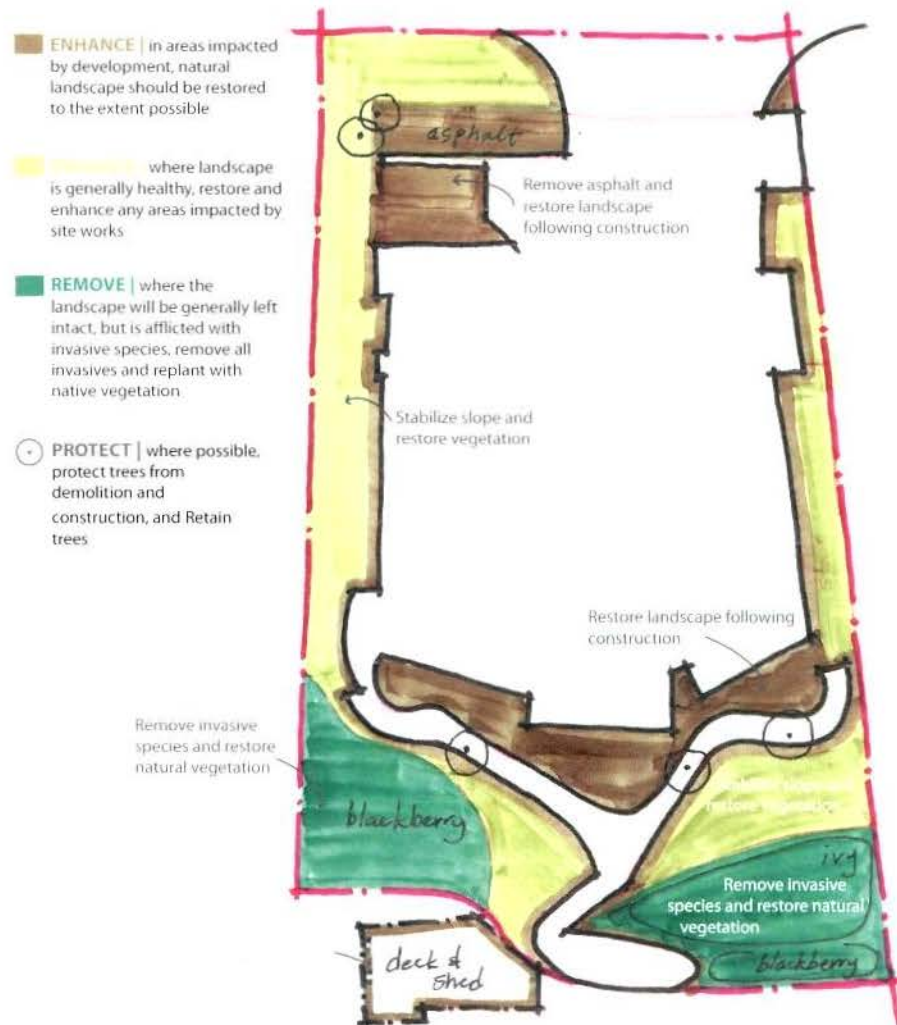 ENHANCE | in areas impacted
by development, natural
landscape should be restored
to the extent possible
where landscape
is generally healthy, restore and
enhance any areas impacted by
site works
REMOVE | where the
landscape will be generally left
intact, but is afflicted with
invasive species, remove all
invasives and replant with
native vegetation
PROTECT | where possible,
protect trees from
demolition and
construction, and Retain
trees
asphalt
Remove asphalt and
restore landscape
following construction
Stabilize slope and
restore vegetation
Restore landscape following
construction
Remove invasive
species and restore
natural vegetation
blackberry
restore vegetation
ivy
Remove invasive
species and restore natural
vegetation
blackberry
deck &
shed